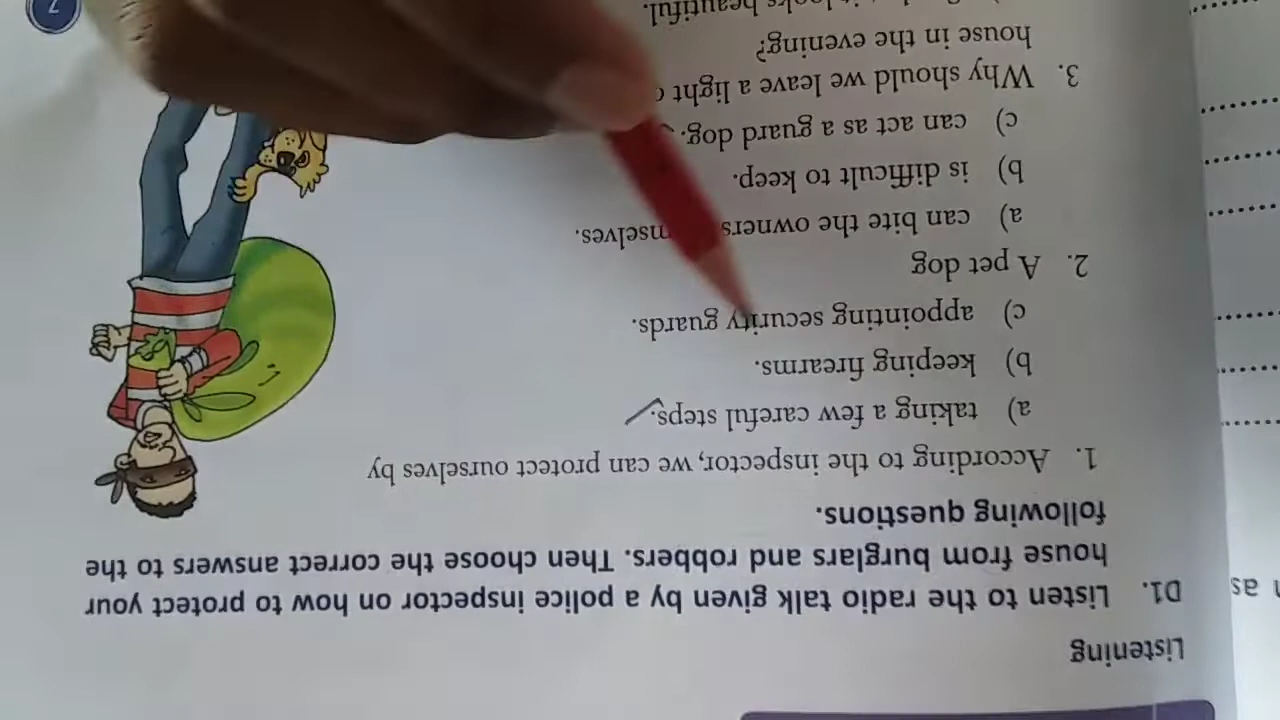 Listening
D1. Listen to the radio talk given by a police inspector on how to protect your
house from burglars and robbers. Then choose the correct answers to the
following questions.
1. According to the inspector, we can protect ourselves by
a) taking a few careful steps.
b) keeping firearms.
c) appointing security guards.
2. A pet dog
a) can bite the owners
b) is difficult to keep.
c) can act as a guard dog.
3. Why should we leave a light
house in the evening?
looks beautiful.
7
as